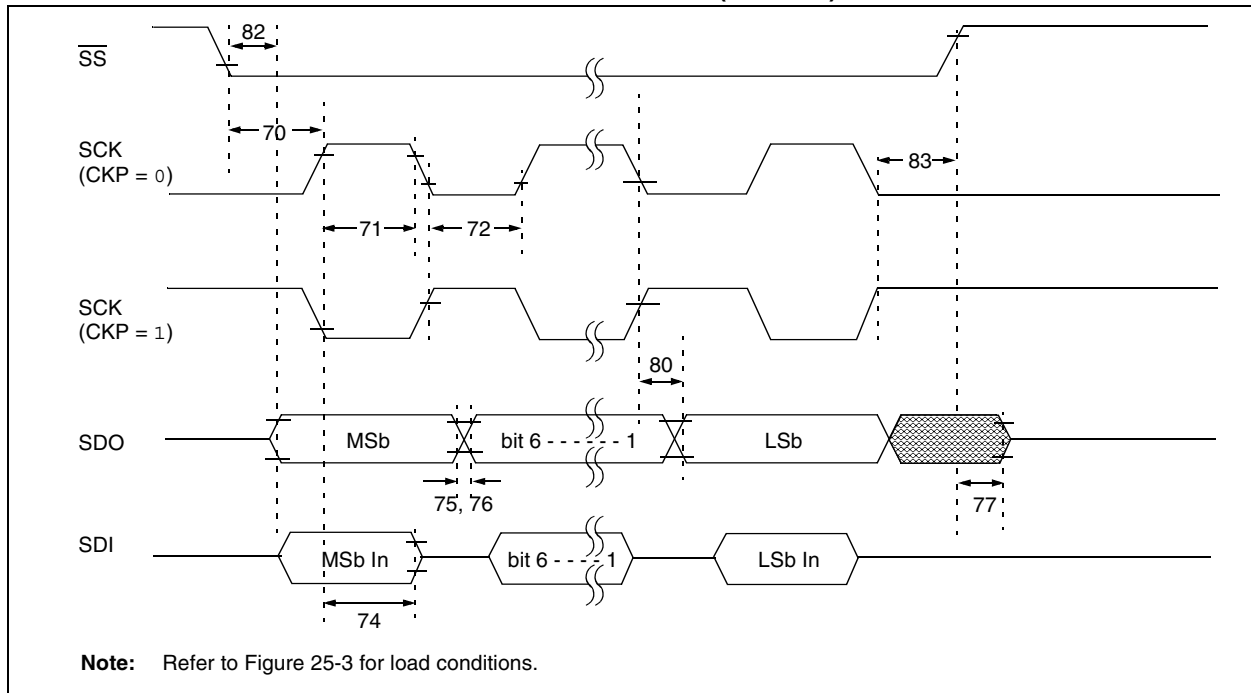 82
SS
70
SCK
(CKP = 0)
83
71
72
SCK
(CKP = 1)
80
SDO
MSb
bit 6 - - - - - - 1
LSb
75, 76
77
SDI
MSb In
bit 6 - - - - 1
LSb In
74
Note: Refer to Figure 25-3 for load conditions.